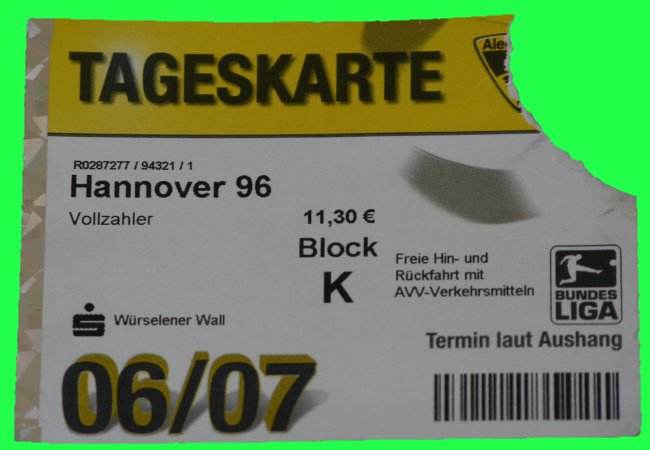 TAGESKARTE
R0287277 / 94321 / 1
Hannover 96
Vollzahler
11,30 €
Block
K
Freie Hin- und
Rückfahrt mit
AVV-Verkehrsmitteln
BUNDES
LIGA
Würselener Wall
Termin laut Aushang
06/07